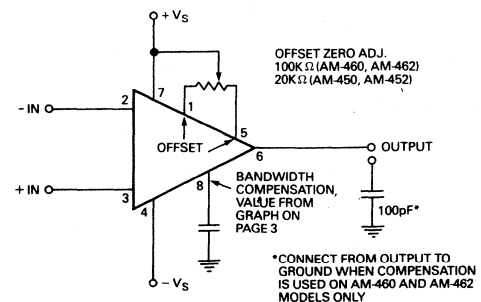 +VS
OFFSET ZERO ADJ.
100KΩ (AM-460, AM-462)
20KΩ (AM-450, AM-452)
7
1
-IN
2
5
OFFSET
6
OUTPUT
+IN
3
4
8
BANDWIDTH
COMPENSATION,
VALUE FROM
GRAPH ON
PAGE 3
100pF*
-VS
*CONNECT FROM OUTPUT TO
GROUND WHEN COMPENSATION
IS USED ON AM-460 AND AM-462
MODELS ONLY